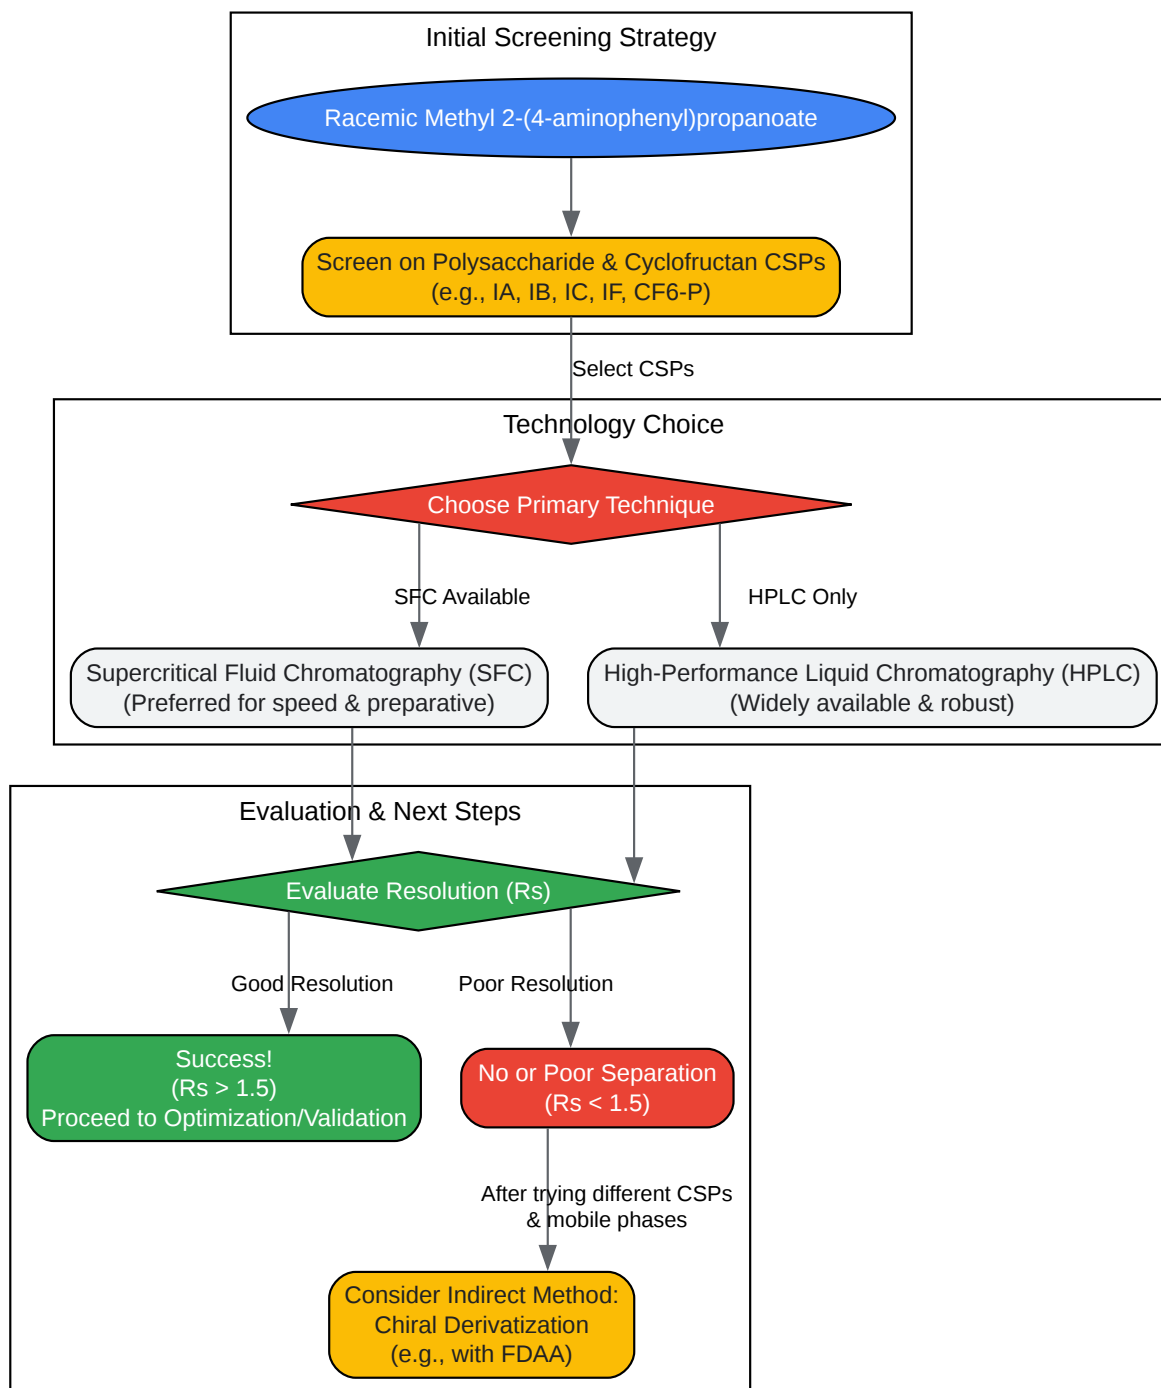 Initial Screening Strategy
Racemic Methyl 2-(4-aminophenyl)propanoate
Screen on Polysaccharide & Cyclofructan CSPs
(e.g., IA, IB, IC, IF, CF6-P)
Select CSPs
Technology Choice
Choose Primary Technique
SFC Available
HPLC Only
Supercritical Fluid Chromatography (SFC)
(Preferred for speed & preparative)
High-Performance Liquid Chromatography (HPLC)
(Widely available & robust)
Evaluation & Next Steps
Evaluate Resolution (Rs)
Good Resolution
Poor Resolution
Success!
(Rs > 1.5)
Proceed to Optimization/Validation
No or Poor Separation
(Rs < 1.5)
After trying different CSPs
& mobile phases
Consider Indirect Method:
Chiral Derivatization
(e.g., with FDAA)